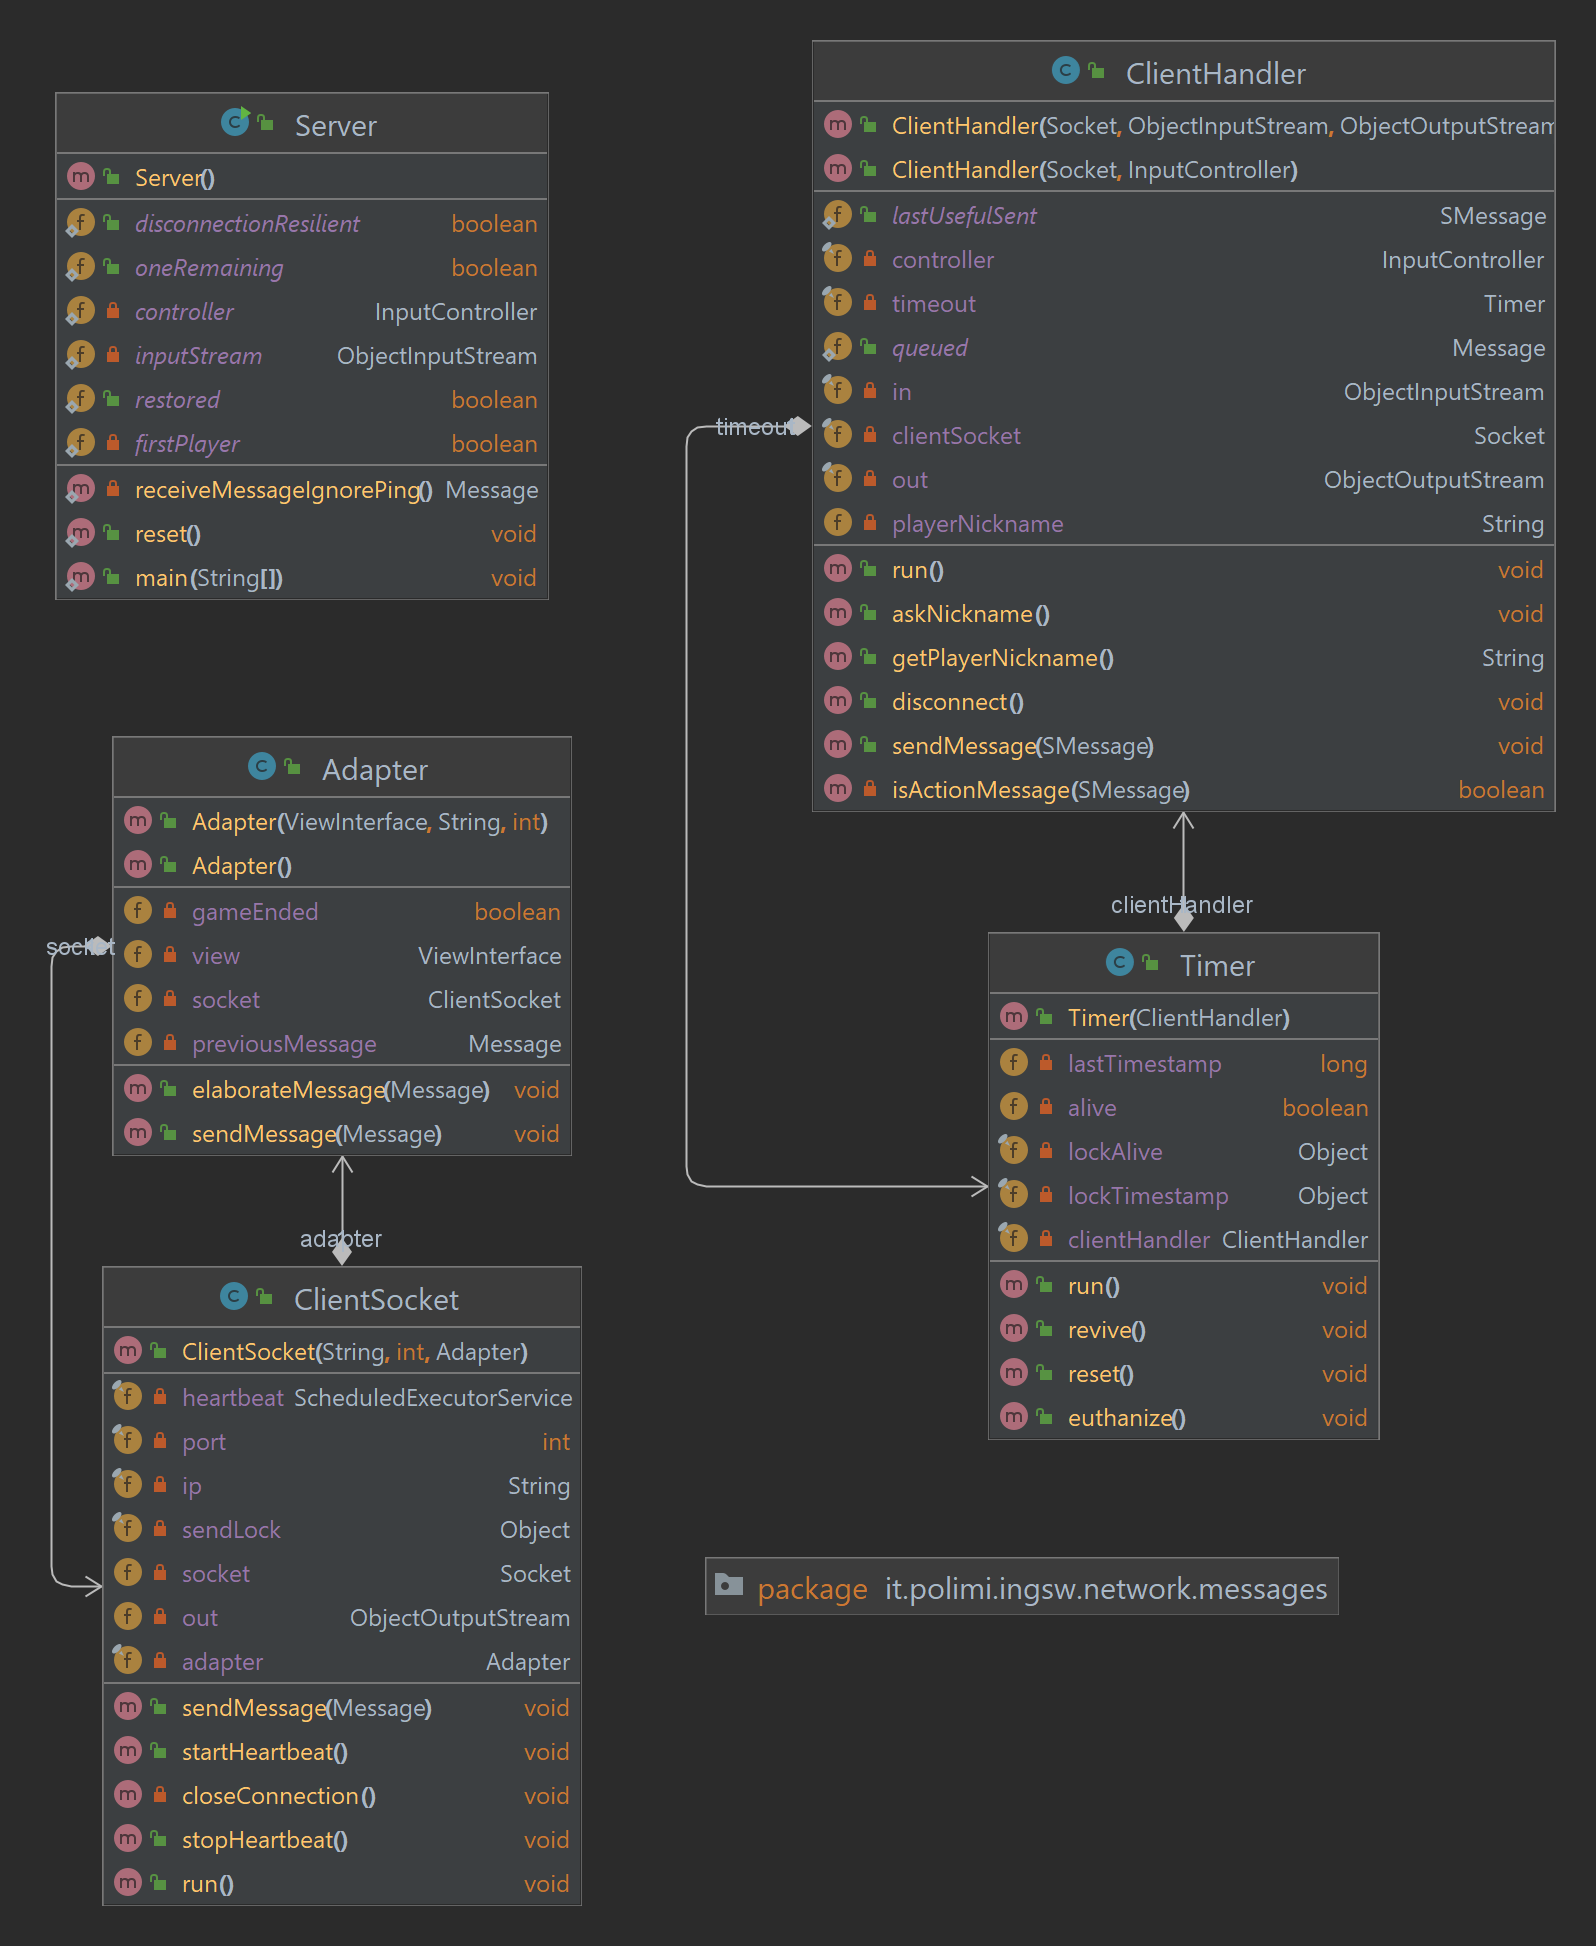 Server
Server()
disconnectionResilient boolean
oneRemaining boolean
controller InputController
inputStream ObjectInputStream
restored boolean
firstPlayer boolean
receiveMessageIgnorePing() Message
reset() void
main(String[]) void
ClientHandler
ClientHandler(Socket, ObjectInputStream, ObjectOutputStream
ClientHandler(Socket, InputController)
lastUsefulSent SMessage
controller InputController
timeout Timer
queued Message
in ObjectInputStream
clientSocket Socket
out ObjectOutputStream
playerNickname String
run() void
askNickname() void
getPlayerNickname() String
disconnect() void
sendMessage(SMessage) void
isActionMessage(SMessage) boolean
timeout
Adapter
Adapter(ViewInterface, String, int)
Adapter()
gameEnded boolean
view ViewInterface
socket ClientSocket
previousMessage Message
elaborateMessage(Message) void
sendMessage(Message) void
socket
clientHandler
Timer
Timer(ClientHandler)
lastTimestamp long
alive boolean
lockAlive Object
lockTimestamp Object
clientHandler ClientHandler
run() void
revive() void
reset() void
euthanize() void
adapter
ClientSocket
ClientSocket(String, int, Adapter)
heartbeat ScheduledExecutorService
port int
ip String
sendLock Object
socket Socket
out ObjectOutputStream
adapter Adapter
sendMessage(Message) void
startHeartbeat() void
closeConnection() void
stopHeartbeat() void
run() void
package it.polimi.ingsw.network.messages